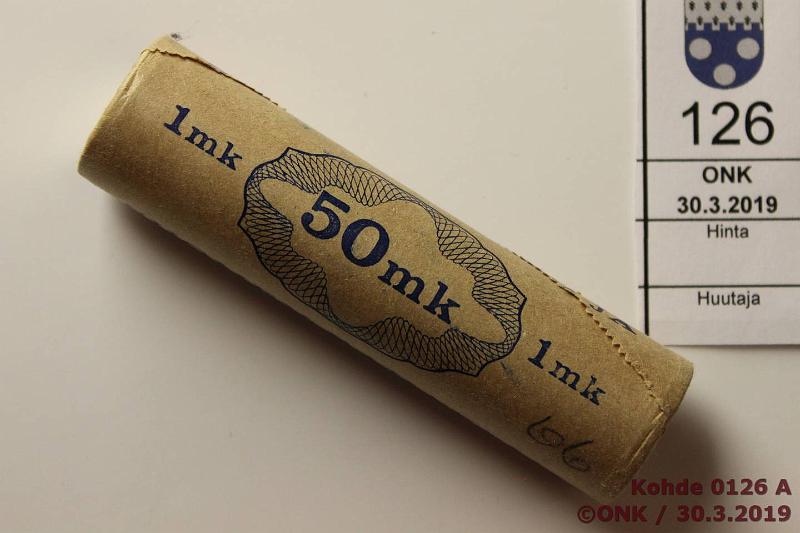 1mk
50mk
1mk
66
126
ONK
30.3.2019
Hinta
Huutaja
Kohde 0126 A
©ONK / 30.3.2019